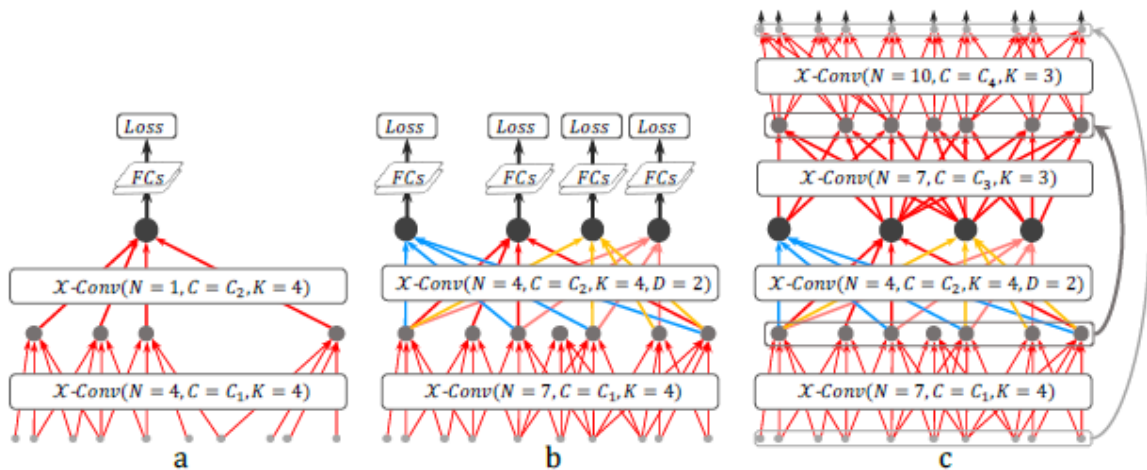 Loss
FCs
𝒳-Conv(N = 1, C = C₂, K = 4)
𝒳-Conv(N = 4, C = C₁, K = 4)
a
Loss Loss Loss Loss
FCs FCs FCs FCs
𝒳-Conv(N = 4, C = C₂, K = 4, D = 2)
𝒳-Conv(N = 7, C = C₁, K = 4)
b
𝒳-Conv(N = 10, C = C₄, K = 3)
𝒳-Conv(N = 7, C = C₃, K = 3)
𝒳-Conv(N = 4, C = C₂, K = 4, D = 2)
𝒳-Conv(N = 7, C = C₁, K = 4)
c